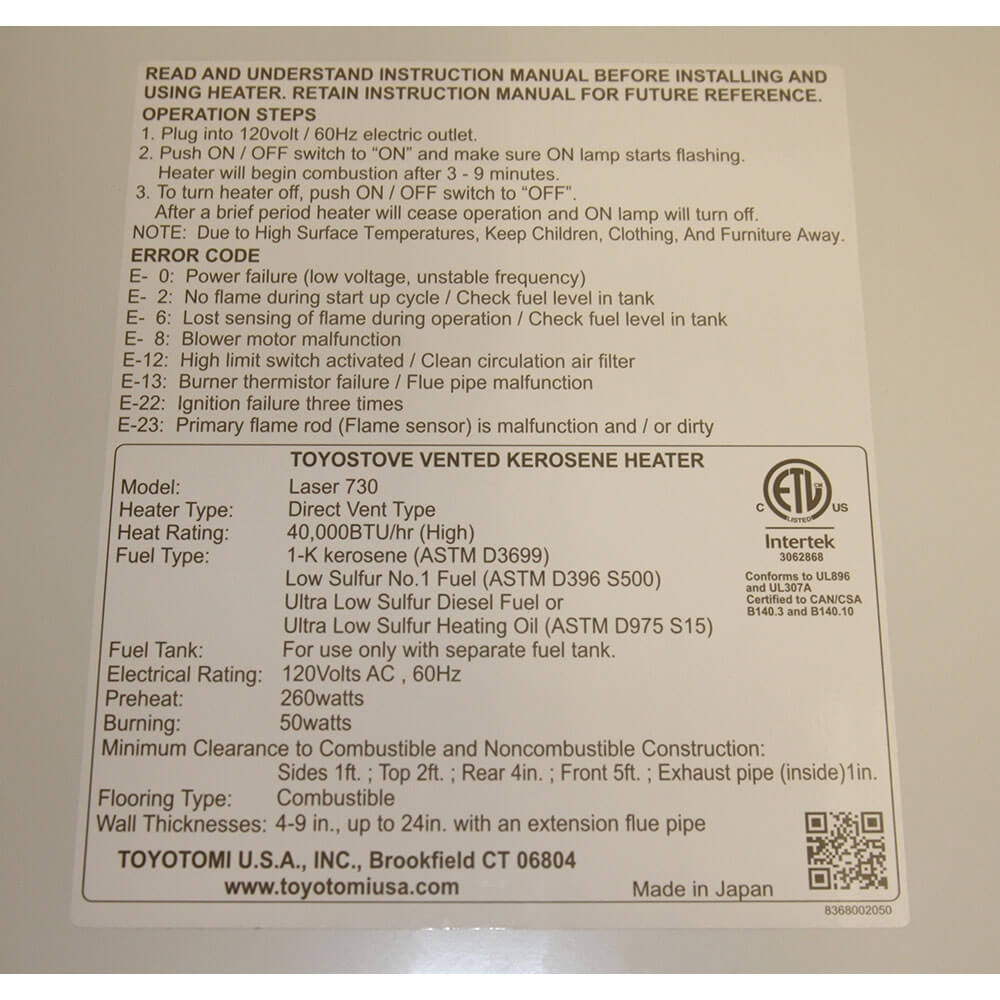 READ AND UNDERSTAND INSTRUCTION MANUAL BEFORE INSTALLING AND
USING HEATER. RETAIN INSTRUCTION MANUAL FOR FUTURE REFERENCE.
OPERATION STEPS
1. Plug into 120volt / 60Hz electric outlet.
2. Push ON / OFF switch to “ON” and make sure ON lamp starts flashing.
Heater will begin combustion after 3 - 9 minutes.
3. To turn heater off, push ON / OFF switch to “OFF”.
After a brief period heater will cease operation and ON lamp will turn off.
NOTE: Due to High Surface Temperatures, Keep Children, Clothing, And Furniture Away.
ERROR CODE
E- 0: Power failure (low voltage, unstable frequency)
E- 2: No flame during start up cycle / Check fuel level in tank
E- 6: Lost sensing of flame during operation / Check fuel level in tank
E- 8: Blower motor malfunction
E-12: High limit switch activated / Clean circulation air filter
E-13: Burner thermistor failure / Flue pipe malfunction
E-22: Ignition failure three times
E-23: Primary flame rod (Flame sensor) is malfunction and / or dirty
TOYOSTOVE VENTED KEROSENE HEATER
Model: Laser 730
Heater Type: Direct Vent Type
Heat Rating: 40,000BTU/hr (High)
Fuel Type: 1-K kerosene (ASTM D3699)
Low Sulfur No.1 Fuel (ASTM D396 S500)
Ultra Low Sulfur Diesel Fuel or
Ultra Low Sulfur Heating Oil (ASTM D975 S15)
Fuel Tank: For use only with separate fuel tank.
Electrical Rating: 120Volts AC , 60Hz
Preheat: 260watts
Burning: 50watts
Minimum Clearance to Combustible and Noncombustible Construction:
Sides 1ft. ; Top 2ft. ; Rear 4in. ; Front 5ft. ; Exhaust pipe (inside)1in.
Flooring Type: Combustible
Wall Thicknesses: 4-9 in., up to 24in. with an extension flue pipe
TOYOTOMI U.S.A., INC., Brookfield CT 06804
www.toyotomiusa.com
Made in Japan
8368002050
ETL CM
C LISTED US
Intertek
3062868
Conforms to UL896
and UL307A
Certified to CAN/CSA
B140.3 and B140.10